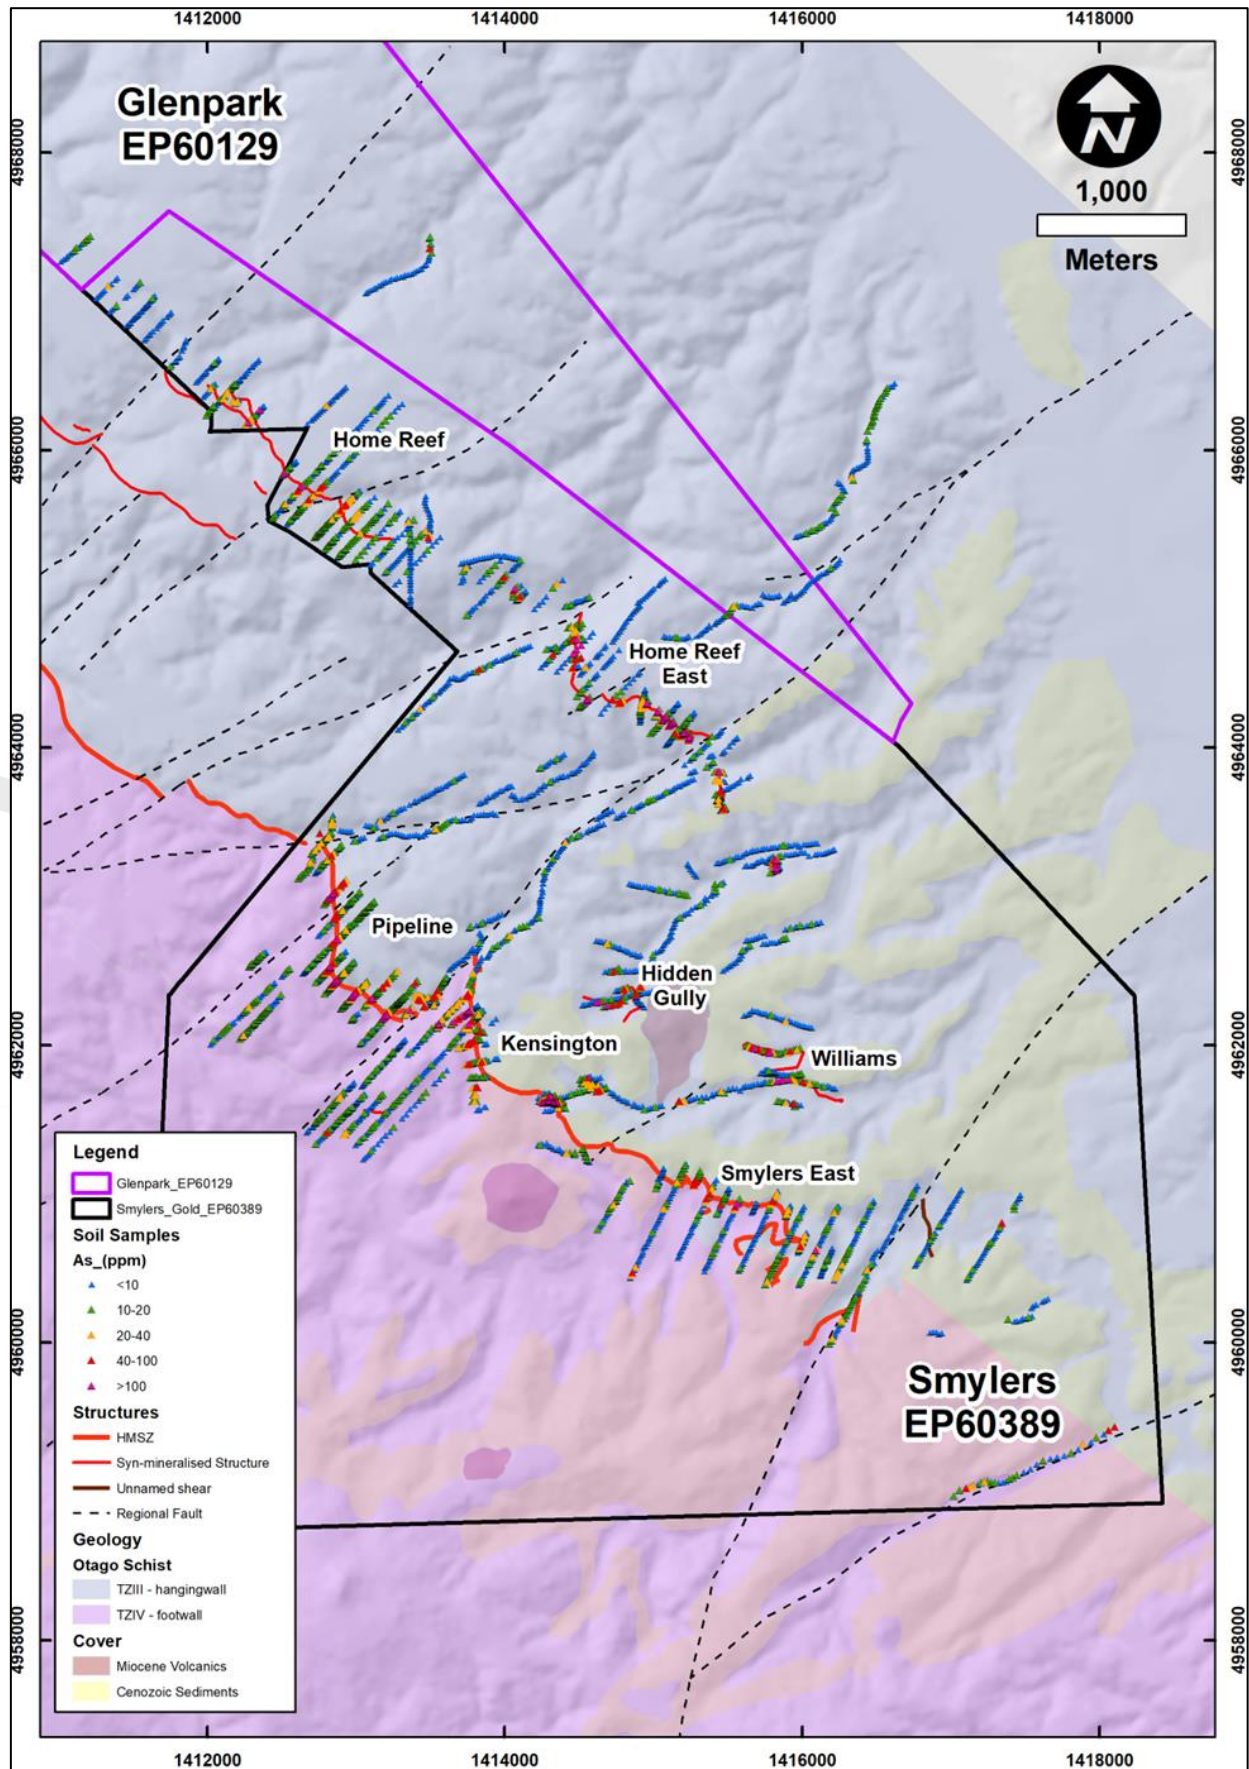 1412000 1414000 1416000 1418000
Glenpark
EP60129
N
1,000
Meters
4968000 4968000
Home Reef
4966000 4966000
Home Reef
East
4964000 4964000
Pipeline
Hidden
Gully
Kensington
Williams
4962000 4962000
Smylers East
4960000 4960000
Smylers
EP60389
4958000 4958000
Legend
Glenpark_EP60129
Smylers_Gold_EP60389
Soil Samples
As_(ppm)
<10
10-20
20-40
40-100
>100
Structures
HMSZ
Syn-mineralised Structure
Unnamed shear
Regional Fault
Geology
Otago Schist
TZIII - hangingwall
TZIV - footwall
Cover
Miocene Volcanics
Cenozoic Sediments
1412000 1414000 1416000 1418000